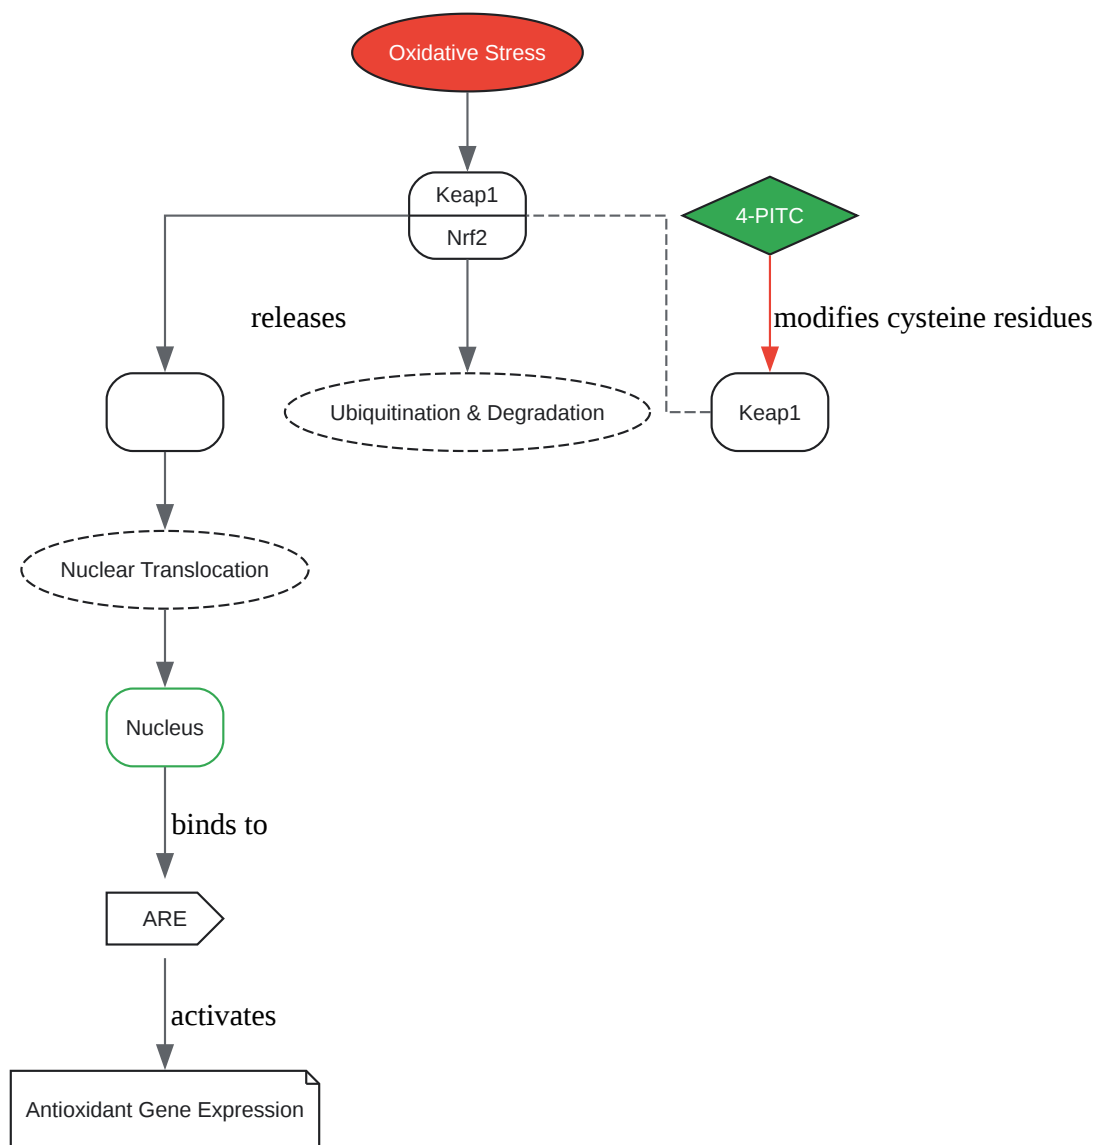 Oxidative Stress
Keap1
Nrf2
4-PITC
releases
modifies cysteine residues
Ubiquitination & Degradation
Keap1
Nuclear Translocation
Nucleus
binds to
ARE
activates
Antioxidant Gene Expression